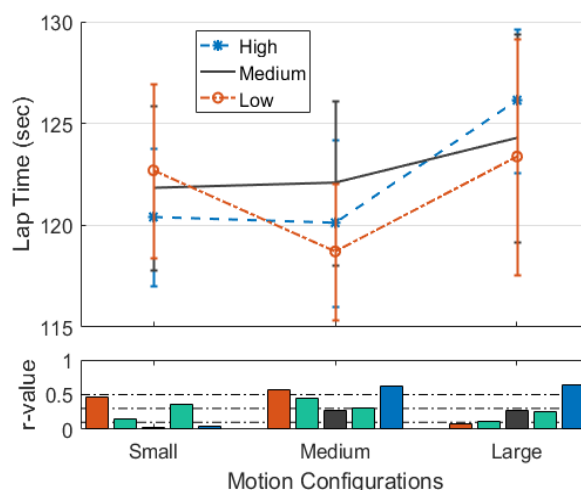 130
125
120
115
Lap Time (sec)
High
Medium
Low
1
0.5
0
r-value
Small Medium Large
Motion Configurations